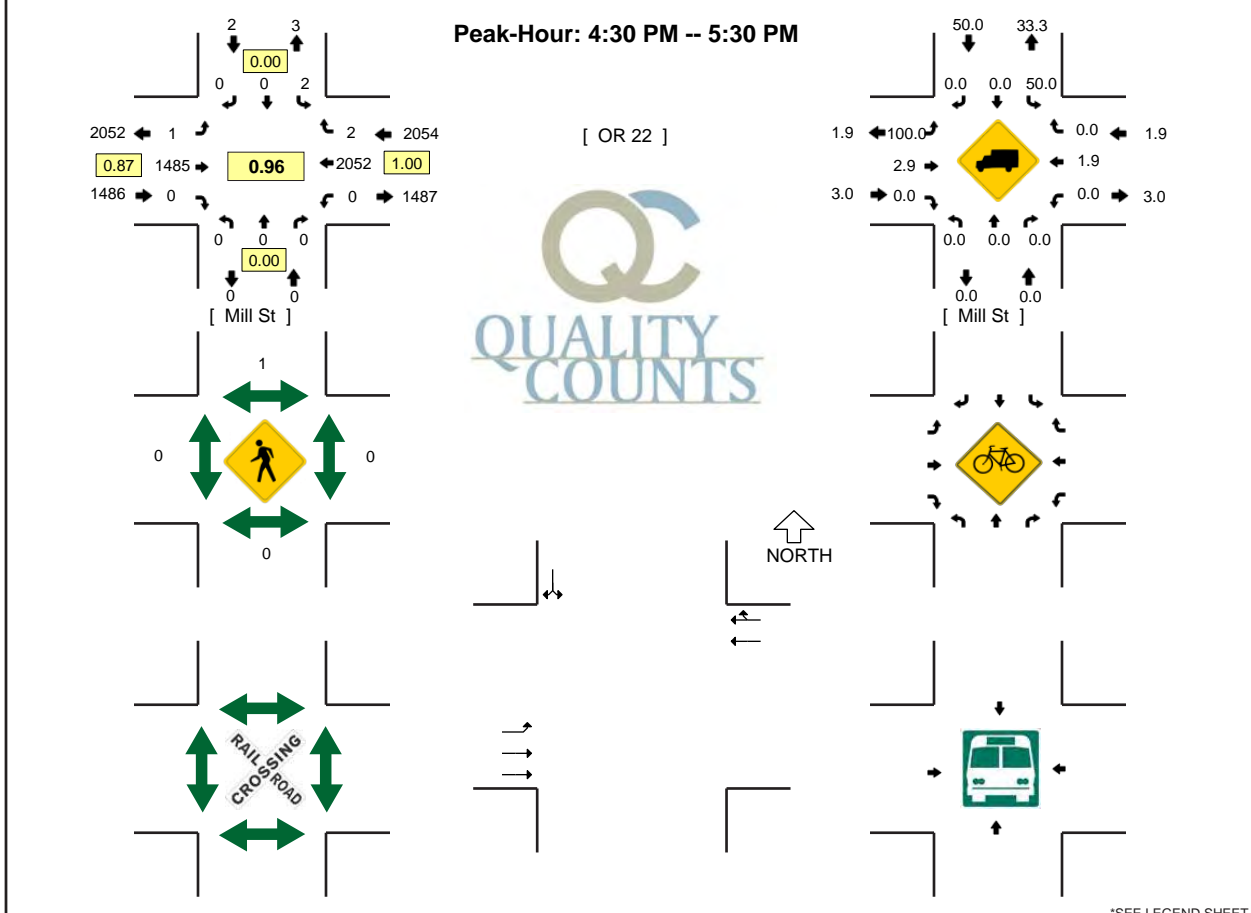 Peak-Hour: 4:30 PM -- 5:30 PM
2 3
0.00
0 0 2
2052 1 2 2054
0.87 1485 0.96 2052 1.00
1486 0 0 1487
0 0 0
0.00
0 0
[ Mill St ]
[ OR 22 ]
QC
QUALITY
COUNTS
50.0 33.3
0.0 0.0 50.0
1.9 100.0 0.0 1.9
2.9 1.9
3.0 0.0 0.0 3.0
0.0 0.0 0.0
0.0 0.0
[ Mill St ]
1
0 0
0
NORTH
RAIL ROAD
CROSSING
*SEE LEGEND SHEET